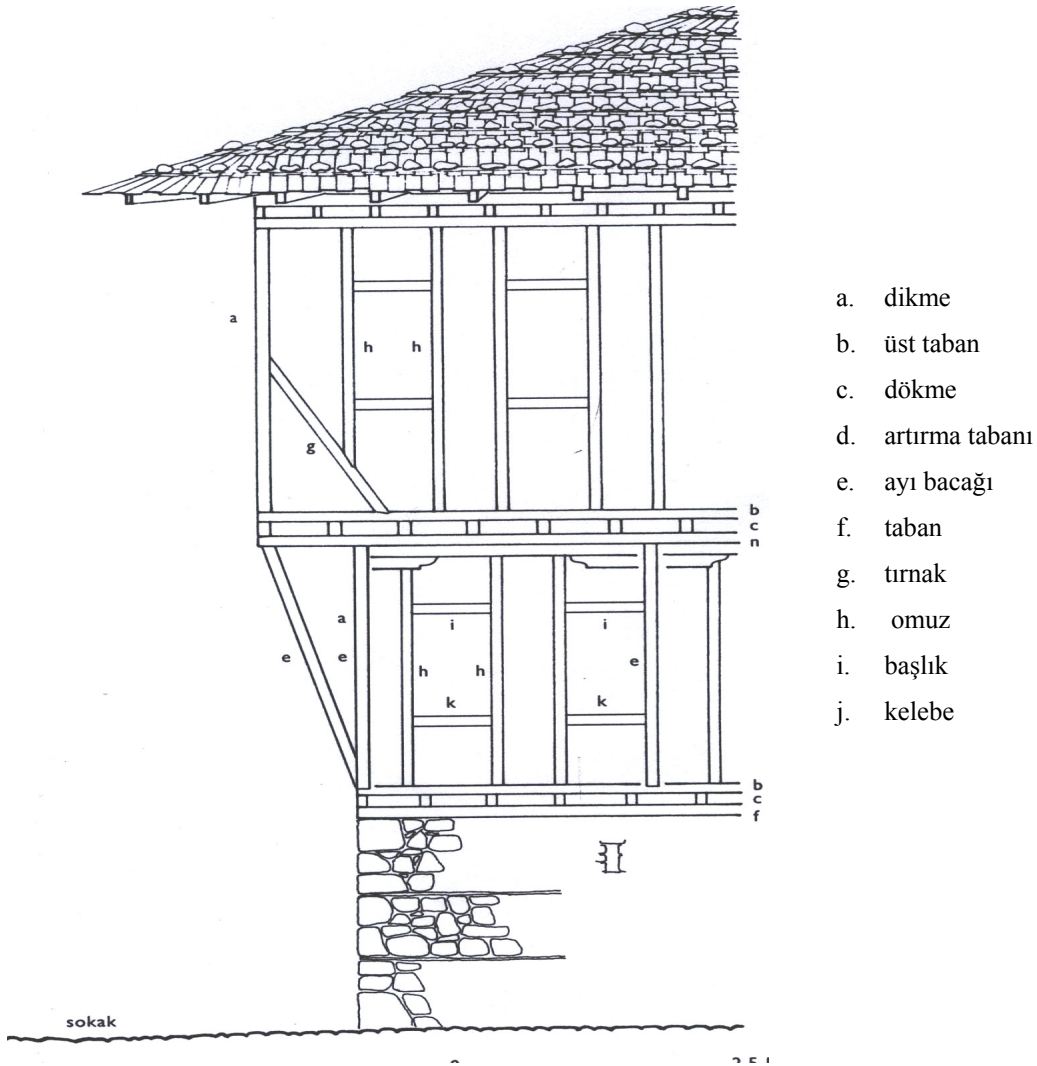 a
h h
g
b
c
n
a
i i
e e e
h h
k k
b
c
f
sokak
a. dikme
b. üst taban
c. dökme
d. artırma tabanı
e. ayı bacağı
f. taban
g. tırnak
h. omuz
i. başlık
j. kelebe